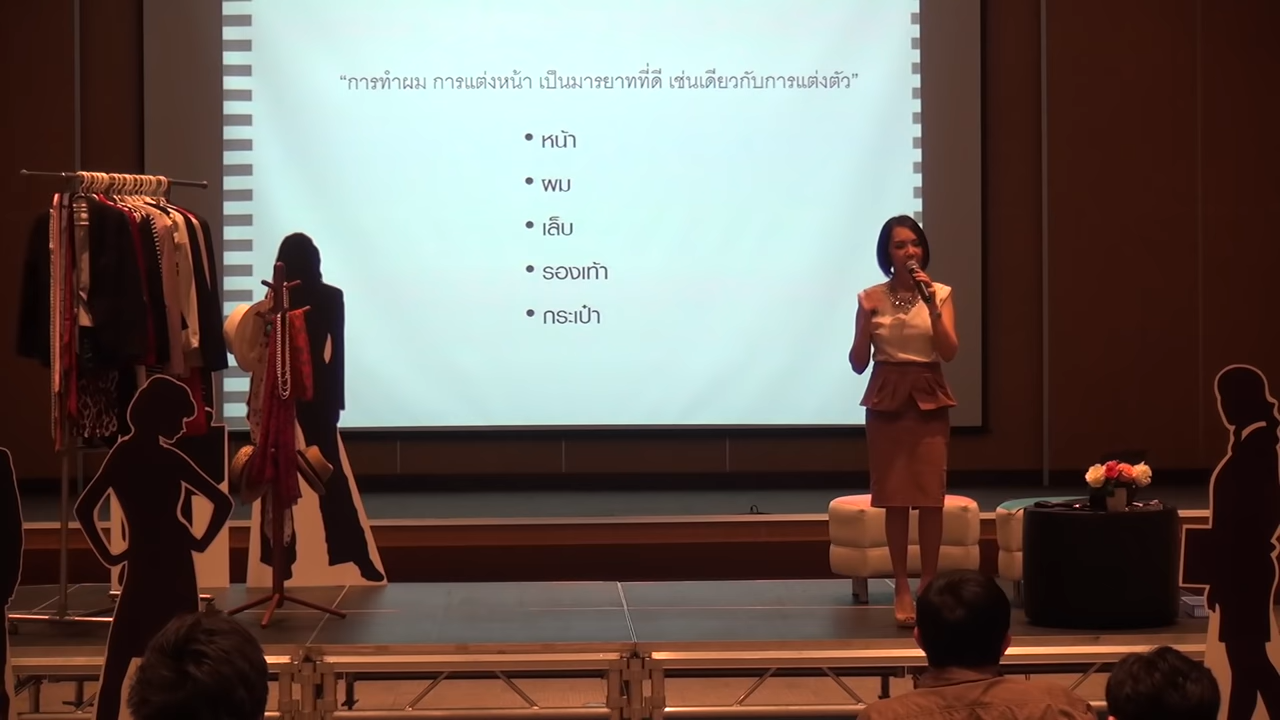 “การทำผม การแต่งหน้า เป็นมารยาทที่ดี เช่นเดียวกับการแต่งตัว”
• หน้า
• ผม
• เล็บ
• รองเท้า
• กระเป๋า